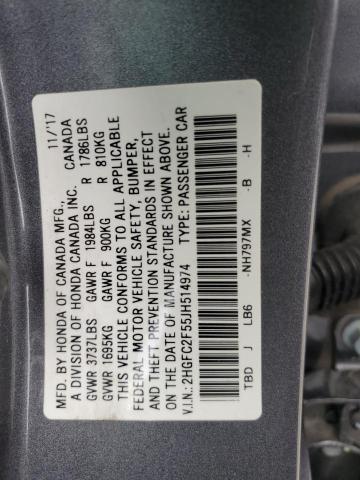 MFD. BY HONDA OF CANADA MFG., 11/'17
A DIVISION OF HONDA CANADA INC. CANADA
GVWR 3737LBS GAWR F 1984LBS R 1786LBS
GVWR 1695KG GAWR F 900KG R 810KG
THIS VEHICLE CONFORMS TO ALL APPLICABLE
FEDERAL MOTOR VEHICLE SAFETY, BUMPER,
AND THEFT PREVENTION STANDARDS IN EFFECT
ON THE DATE OF MANUFACTURE SHOWN ABOVE.
V.I.N.: 2HGFC2F55JH514974 TYPE: PASSENGER CAR
TBD J LB6 -NH797MX -B -H